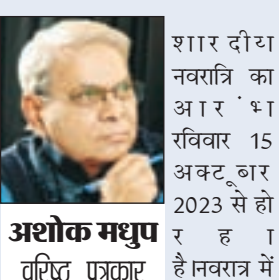 शारदीय
नवरात्रि का
आरंभ
रविवार 15
अक्टूबर
2023 से हो
रहा
है।नवरात्र में
अशोक मधुप
वरिष्ठ पत्रकार